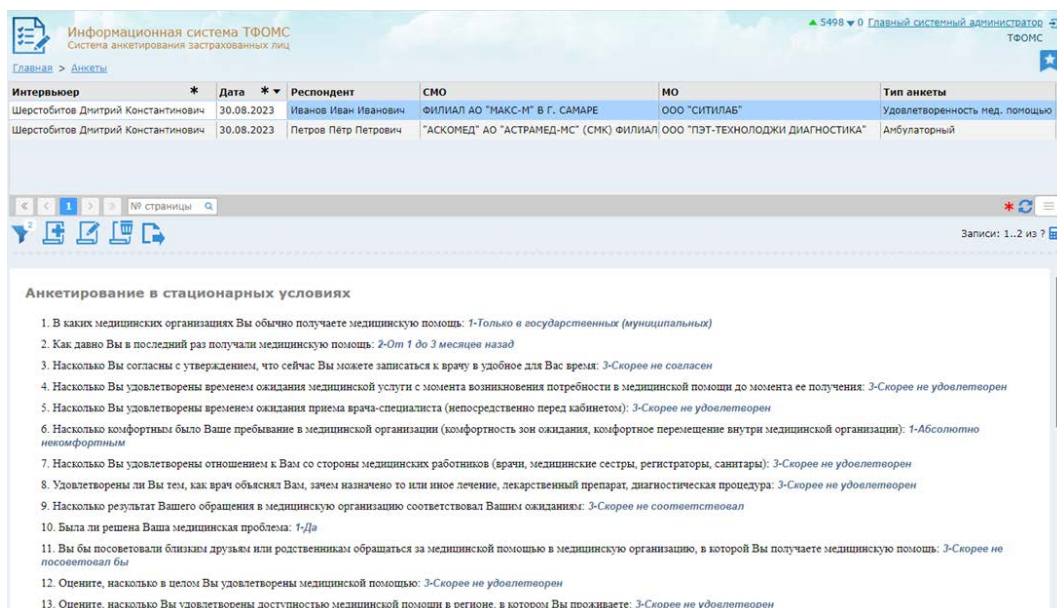 Информационная система ТФОМС
Система анкетирования застрахованных лиц
▲ 5498 ▼ 0 Главный системный администратор
ТФОМС
Главная > Анкеты
Интервьюер * Дата * ▾ Респондент СМО МО Тип анкеты
Шерстобитов Дмитрий Константинович 30.08.2023 Иванов Иван Иванович ФИЛИАЛ АО "МАКС-М" В Г. САМАРЕ ООО "СИТИЛАБ" Удовлетворенность мед. помощью
Шерстобитов Дмитрий Константинович 30.08.2023 Петров Пётр Петрович "АСКОМЕД" АО "АСТРАМЕД-МС" (СМК) ФИЛИАЛ ООО "ПЭТ-ТЕХНОЛОДЖИ ДИАГНОСТИКА" Амбулаторный
« < 1 > » № страницы *
2 Записи: 1..2 из ?
Анкетирование в стационарных условиях
1. В каких медицинских организациях Вы обычно получаете медицинскую помощь: 1-Только в государственных (муниципальных)
2. Как давно Вы в последний раз получали медицинскую помощь: 2-От 1 до 3 месяцев назад
3. Насколько Вы согласны с утверждением, что сейчас Вы можете записаться к врачу в удобное для Вас время: 3-Скорее не согласен
4. Насколько Вы удовлетворены временем ожидания медицинской услуги с момента возникновения потребности в медицинской помощи до момента ее получения: 3-Скорее не удовлетворен
5. Насколько Вы удовлетворены временем ожидания приема врача-специалиста (непосредственно перед кабинетом): 3-Скорее не удовлетворен
6. Насколько комфортным было Ваше пребывание в медицинской организации (комфортность зон ожидания, комфортное перемещение внутри медицинской организации): 1-Абсолютно
некомфортным
7. Насколько Вы удовлетворены отношением к Вам со стороны медицинских работников (врачи, медицинские сестры, регистраторы, санитары): 3-Скорее не удовлетворен
8. Удовлетворены ли Вы тем, как врач объяснял Вам, зачем назначено то или иное лечение, лекарственный препарат, диагностическая процедура: 3-Скорее не удовлетворен
9. Насколько результат Вашего обращения в медицинскую организацию соответствовал Вашим ожиданиям: 3-Скорее не соответствовал
10. Была ли решена Ваша медицинская проблема: 1-Да
11. Вы бы посоветовали близким друзьям или родственникам обращаться за медицинской помощью в медицинскую организацию, в которой Вы получаете медицинскую помощь: 3-Скорее не
посоветовал бы
12. Оцените, насколько в целом Вы удовлетворены медицинской помощью: 3-Скорее не удовлетворен
13. Оцените, насколько Вы удовлетворены доступностью медицинской помощи в регионе, в котором Вы проживаете: 3-Скорее не удовлетворен